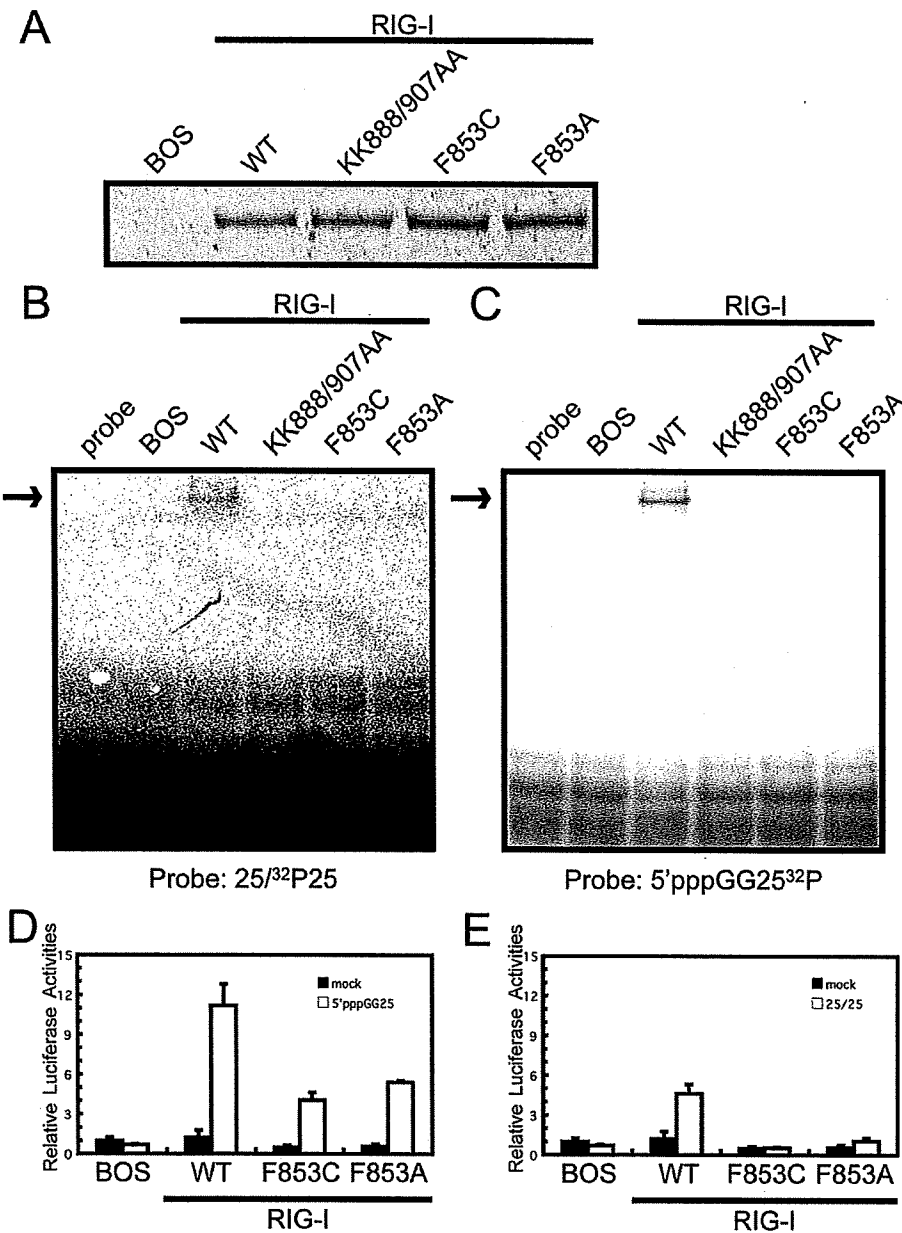 A
RIG-I
BOS
WT
KK888/907AA
F853C
F853A
B
RIG-I
probe
BOS
WT
KK888/907AA
F853C
F853A
Probe: 25/³²P25
C
RIG-I
probe
BOS
WT
KK888/907AA
F853C
F853A
Probe: 5'pppGG25³²P
D
Relative Luciferase Activities
15
12
9
6
3
0
mock
5'pppGG25
BOS
WT
F853C
F853A
RIG-I
E
Relative Luciferase Activities
15
12
9
6
3
0
mock
25/25
BOS
WT
F853C
F853A
RIG-I